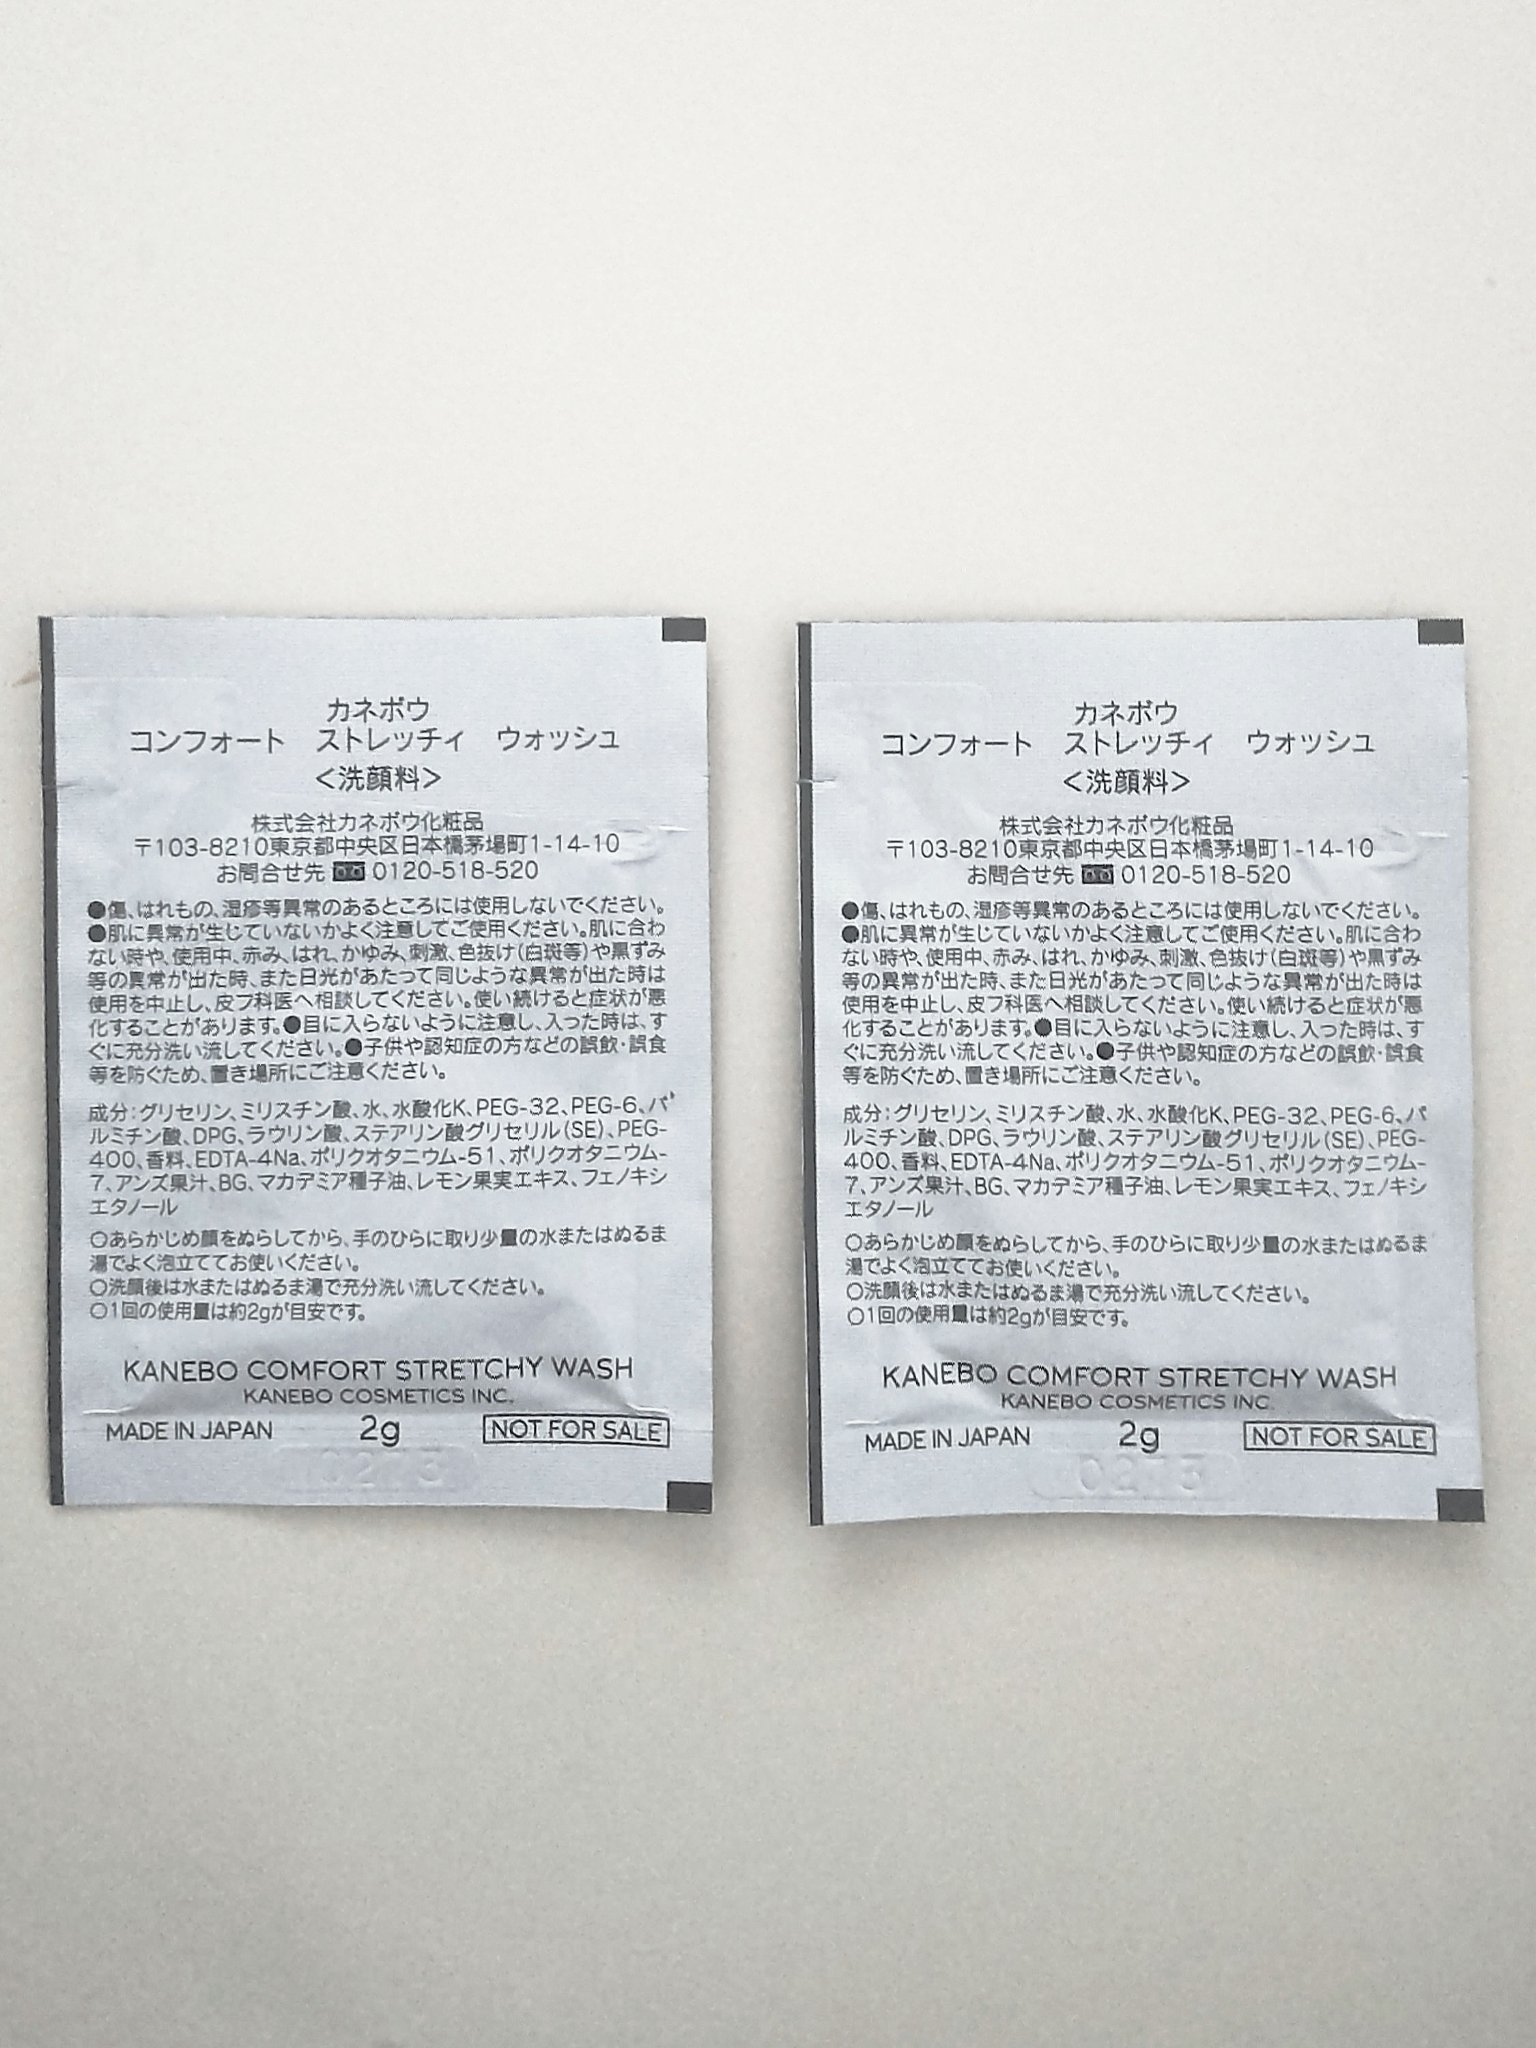 カネボウ
コンフォート ストレッチィ ウォッシュ
<洗顔料>
株式会社カネボウ化粧品
〒103-8210東京都中央区日本橋茅場町1-14-10
お問合せ先 0120-518-520
●傷、はれもの、湿疹等異常のあるところには使用しないでください。
●肌に異常が生じていないかよく注意してご使用ください。肌に合わ
ない時や、使用中、赤み、はれ、かゆみ、刺激、色抜け(白斑等)や黒ずみ
等の異常が出た時、また日光があたって同じような異常が出た時は
使用を中止し、皮フ科医へ相談してください。使い続けると症状が悪
化することがあります。●目に入らないように注意し、入った時は、す
ぐに充分洗い流してください。●子供や認知症の方などの誤飲・誤食
等を防ぐため、置き場所にご注意ください。
成分:グリセリン、ミリスチン酸、水、水酸化K、PEG-32、PEG-6、パ
ルミチン酸、DPG、ラウリン酸、ステアリン酸グリセリル(SE)、PEG-
400、香料、EDTA-4Na、ポリクオタニウム-51、ポリクオタニウム-
7、アンズ果汁、BG、マカデミア種子油、レモン果実エキス、フェノキシ
エタノール
○あらかじめ顔をぬらしてから、手のひらに取り少量の水またはぬるま
湯でよく泡立ててお使いください。
○洗顔後は水またはぬるま湯で充分洗い流してください。
○1回の使用量は約2gが目安です。
KANEBO COMFORT STRETCHY WASH
KANEBO COSMETICS INC.
MADE IN JAPAN 2g NOT FOR SALE
0273
カネボウ
コンフォート ストレッチィ ウォッシュ
<洗顔料>
株式会社カネボウ化粧品
〒103-8210東京都中央区日本橋茅場町1-14-10
お問合せ先 0120-518-520
●傷、はれもの、湿疹等異常のあるところには使用しないでください。
●肌に異常が生じていないかよく注意してご使用ください。肌に合わ
ない時や、使用中、赤み、はれ、かゆみ、刺激、色抜け(白斑等)や黒ずみ
等の異常が出た時、また日光があたって同じような異常が出た時は
使用を中止し、皮フ科医へ相談してください。使い続けると症状が悪
化することがあります。●目に入らないように注意し、入った時は、す
ぐに充分洗い流してください。●子供や認知症の方などの誤飲・誤食
等を防ぐため、置き場所にご注意ください。
成分:グリセリン、ミリスチン酸、水、水酸化K、PEG-32、PEG-6、パ
ルミチン酸、DPG、ラウリン酸、ステアリン酸グリセリル(SE)、PEG-
400、香料、EDTA-4Na、ポリクオタニウム-51、ポリクオタニウム-
7、アンズ果汁、BG、マカデミア種子油、レモン果実エキス、フェノキシ
エタノール
○あらかじめ顔をぬらしてから、手のひらに取り少量の水またはぬるま
湯でよく泡立ててお使いください。
○洗顔後は水またはぬるま湯で充分洗い流してください。
○1回の使用量は約2gが目安です。
KANEBO COMFORT STRETCHY WASH
KANEBO COSMETICS INC.
MADE IN JAPAN 2g NOT FOR SALE
0273